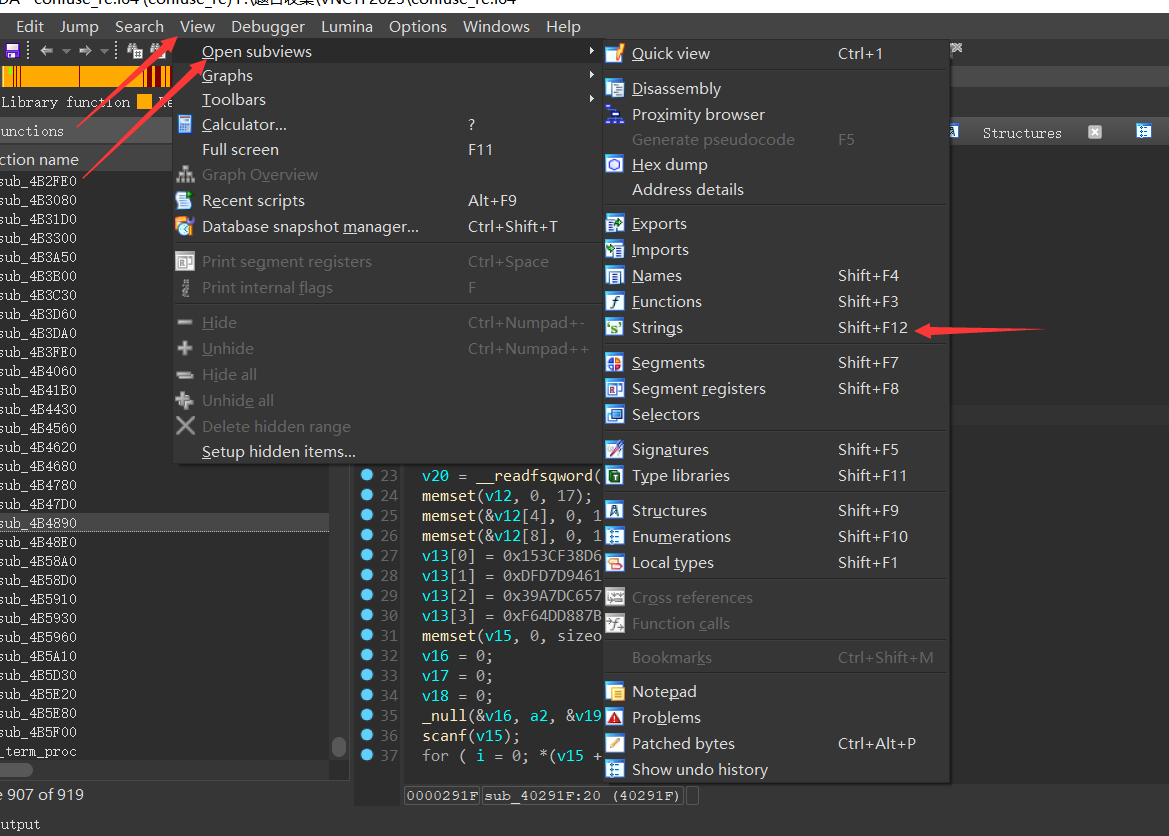 DA - confuse_re.i64 (confuse_re) F:\题目收集\VNCTF2025\confuse_re.i64
Edit Jump Search View Debugger Lumina Options Windows Help
Open subviews
Graphs
Toolbars
Calculator... ?
Full screen F11
Graph Overview
Recent scripts Alt+F9
Database snapshot manager... Ctrl+Shift+T
Print segment registers Ctrl+Space
Print internal flags F
Hide Ctrl+Numpad+-
Unhide Ctrl+Numpad++
Hide all
Unhide all
Delete hidden range
Setup hidden items...
Quick view Ctrl+1
Disassembly
Proximity browser
Generate pseudocode F5
Hex dump
Address details
Exports
Imports
Names Shift+F4
Functions Shift+F3
Strings Shift+F12
Segments Shift+F7
Segment registers Shift+F8
Selectors
Signatures Shift+F5
Type libraries Shift+F11
Structures Shift+F9
Enumerations Shift+F10
Local types Shift+F1
Cross references
Function calls
Bookmarks Ctrl+Shift+M
Notepad
Problems
Patched bytes Ctrl+Alt+P
Show undo history
Library function Re
unctions
Structures
ction name
sub_4B2FE0
sub_4B3080
sub_4B31D0
sub_4B3300
sub_4B3A50
sub_4B3B00
sub_4B3C30
sub_4B3D60
sub_4B3DA0
sub_4B3FE0
sub_4B4060
sub_4B41B0
sub_4B4430
sub_4B4560
sub_4B4620
sub_4B4680
sub_4B4780
sub_4B47D0
sub_4B4890
sub_4B48E0
sub_4B58A0
sub_4B58D0
sub_4B5910
sub_4B5930
sub_4B5960
sub_4B5A10
sub_4B5D30
sub_4B5E20
sub_4B5E80
sub_4B5F00
_term_proc
e 907 of 919
utput
23 v20 = __readfsqword(
24 memset(v12, 0, 17);
25 memset(&v12[4], 0, 1
26 memset(&v12[8], 0, 1
27 v13[0] = 0x153CF38D6
28 v13[1] = 0xDFD7D9461
29 v13[2] = 0x39A7DC657
30 v13[3] = 0xF64DD887B
31 memset(v15, 0, sizeo
32 v16 = 0;
33 v17 = 0;
34 v18 = 0;
35 _null(&v16, a2, &v19
36 scanf(v15);
37 for ( i = 0; *(v15 +
0000291F sub_40291F:20 (40291F)